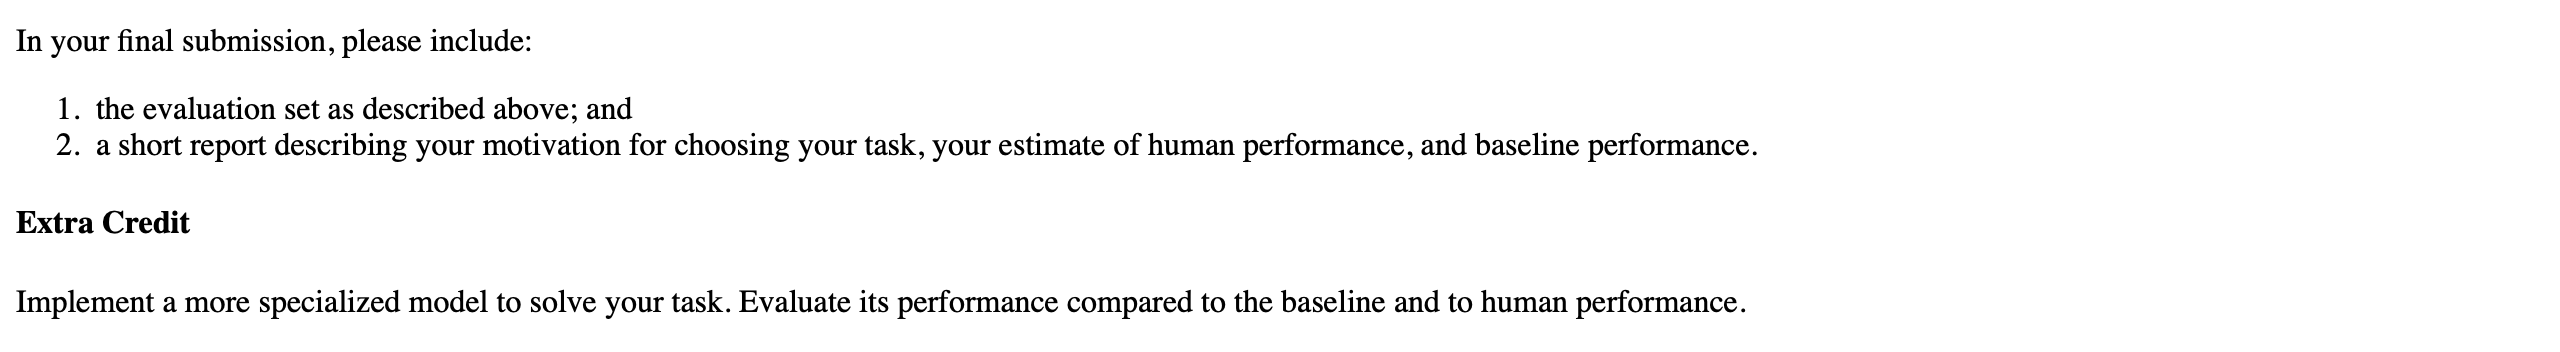 In your final submission, please include:
1. the evaluation set as described above; and
2. a short report describing your motivation for choosing your task, your estimate of human performance, and baseline performance.
Extra Credit
Implement a more specialized model to solve your task. Evaluate its performance compared to the baseline and to human performance.